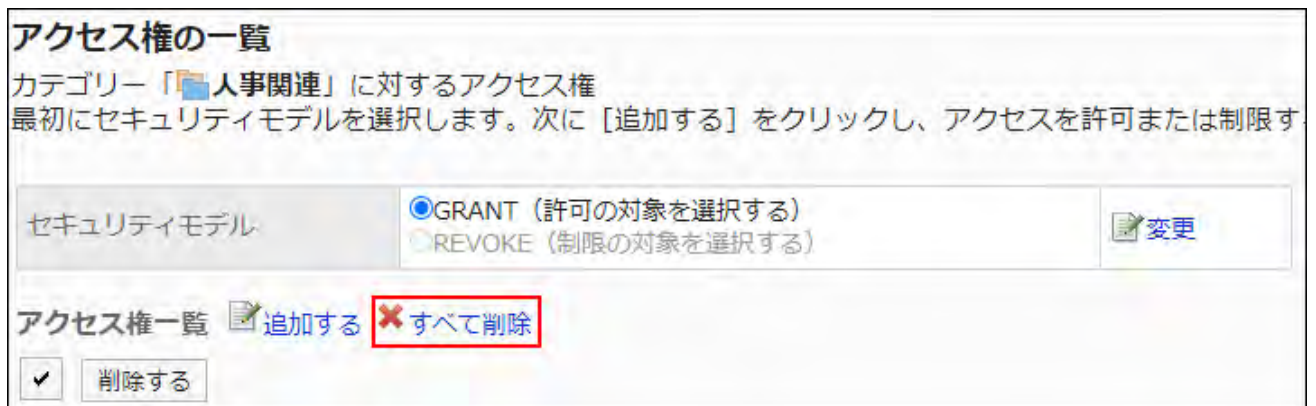 アクセス権の一覧
カテゴリー「人事関連」に対するアクセス権
最初にセキュリティモデルを選択します。次に［追加する］をクリックし、アクセスを許可または制限す
セキュリティモデル
GRANT（許可の対象を選択する）
REVOKE（制限の対象を選択する）
変更
アクセス権一覧 追加する すべて削除
削除する